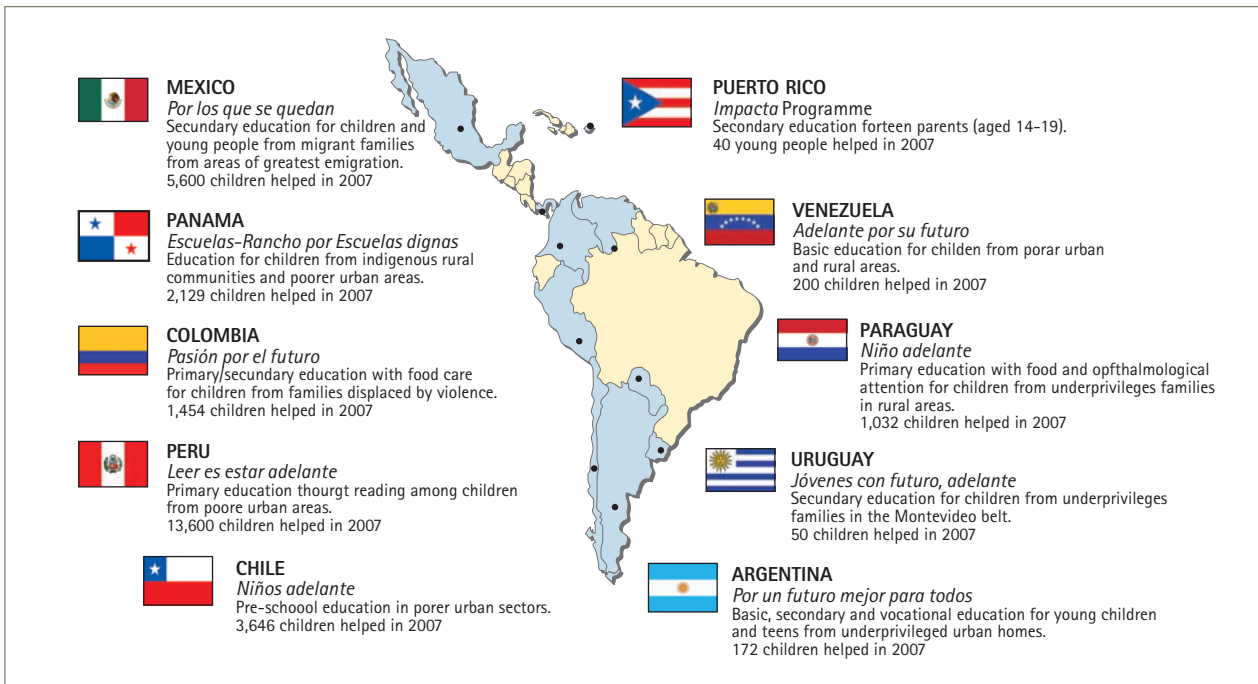 MEXICO
Por los que se quedan
Secundary education for children and
young people from migrant families
from areas of greatest emigration.
5,600 children helped in 2007
PANAMA
Escuelas-Rancho por Escuelas dignas
Education for children from indigenous rural
communities and poorer urban areas.
2,129 children helped in 2007
COLOMBIA
Pasión por el futuro
Primary/secundary education with food care
for children from families displaced by violence.
1,454 children helped in 2007
PERU
Leer es estar adelante
Primary education thourgt reading among children
from poore urban areas.
13,600 children helped in 2007
CHILE
Niños adelante
Pre-schoool education in porer urban sectors.
3,646 children helped in 2007
PUERTO RICO
Impacta Programme
Secondary education forteen parents (aged 14-19).
40 young people helped in 2007
VENEZUELA
Adelante por su futuro
Basic education for childen from porar urban
and rural areas.
200 children helped in 2007
PARAGUAY
Niño adelante
Primary education with food and opfthalmological
attention for children from underprivileges families
in rural areas.
1,032 children helped in 2007
URUGUAY
Jóvenes con futuro, adelante
Secundary education for children from underprivileges
families in the Montevideo belt.
50 children helped in 2007
ARGENTINA
Por un futuro mejor para todos
Basic, secondary and vocational education for young children
and teens from underprivileged urban homes.
172 children helped in 2007